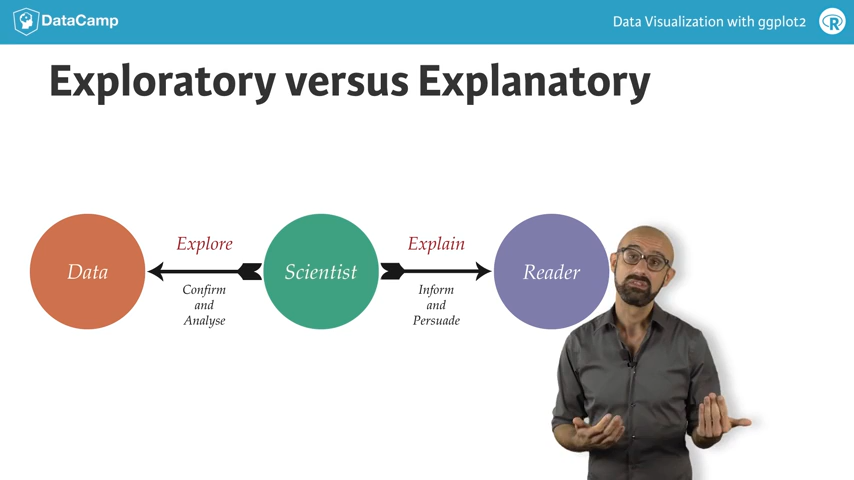 DataCamp
Data Visualization with ggplot2
R
Exploratory versus Explanatory
Data
Explore
Confirm
and
Analyse
Scientist
Explain
Inform
and
Persuade
Reader